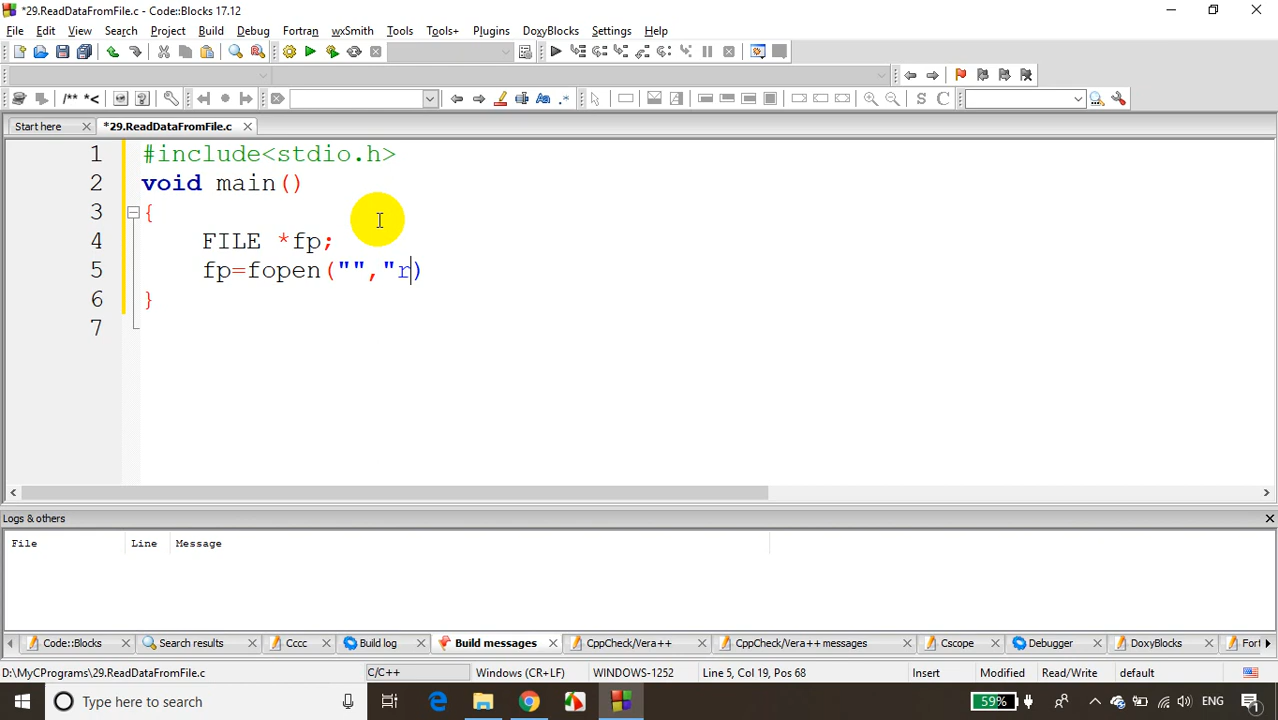 *29.ReadDataFromFile.c - Code::Blocks 17.12
File Edit View Search Project Build Debug Fortran wxSmith Tools Tools+ Plugins DoxyBlocks Settings Help
/** *< Aa .* S C
Start here *29.ReadDataFromFile.c
1 #include<stdio.h>
2 void main()
3 {
4 FILE *fp;
5 fp=fopen("","r)
6 }
7
Logs & others
File Line Message
Code::Blocks Search results Cccc Build log Build messages CppCheck/Vera++ CppCheck/Vera++ messages Cscope Debugger DoxyBlocks Fort
D:\MyCPrograms\29.ReadDataFromFile.c C/C++ Windows (CR+LF) WINDOWS-1252 Line 5, Col 19, Pos 68 Insert Modified Read/Write default
Type here to search 59% ENG 1